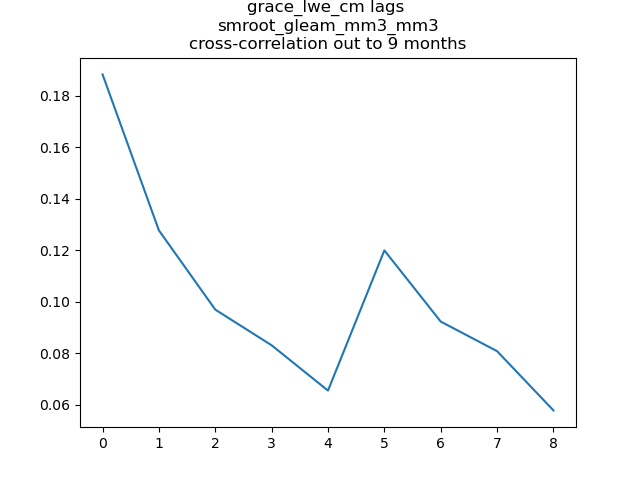 grace_lwe_cm lags
smroot_gleam_mm3_mm3
cross-correlation out to 9 months
0.18
0.16
0.14
0.12
0.10
0.08
0.06
0 1 2 3 4 5 6 7 8